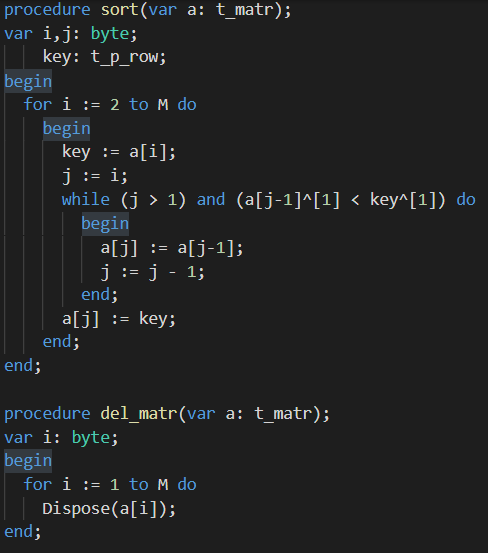 procedure sort(var a: t_matr);
var i,j: byte;
    key: t_p_row;
begin
  for i := 2 to M do
    begin
      key := a[i];
      j := i;
      while (j > 1) and (a[j-1]^[1] < key^[1]) do
        begin
          a[j] := a[j-1];
          j := j - 1;
        end;
      a[j] := key;
    end;
end;

procedure del_matr(var a: t_matr);
var i: byte;
begin
  for i := 1 to M do
    Dispose(a[i]);
end;